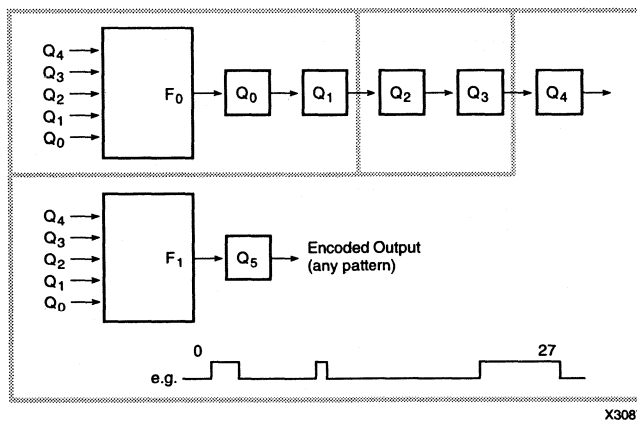 Q4
Q3
Q2
Q1
Q0
F0
Q0
Q1
Q2
Q3
Q4
Q4
Q3
Q2
Q1
Q0
F1
Q5
Encoded Output
(any pattern)
0
27
e.g.
X308